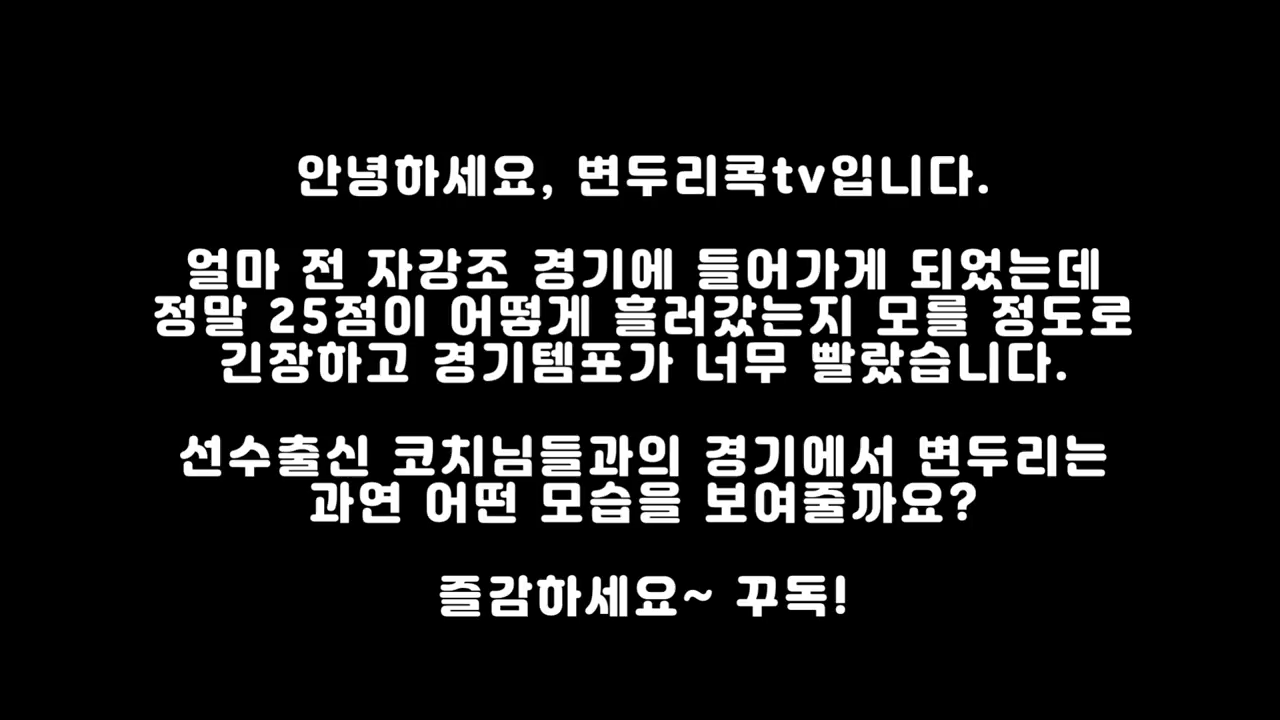 안녕하세요, 변두리콕tv입니다.
얼마 전 자강조 경기에 들어가게 되었는데
정말 25점이 어떻게 흘러갔는지 모를 정도로
긴장하고 경기템포가 너무 빨랐습니다.
선수출신 코치님들과의 경기에서 변두리는
과연 어떤 모습을 보여줄까요?
즐감하세요~ 꾸독!